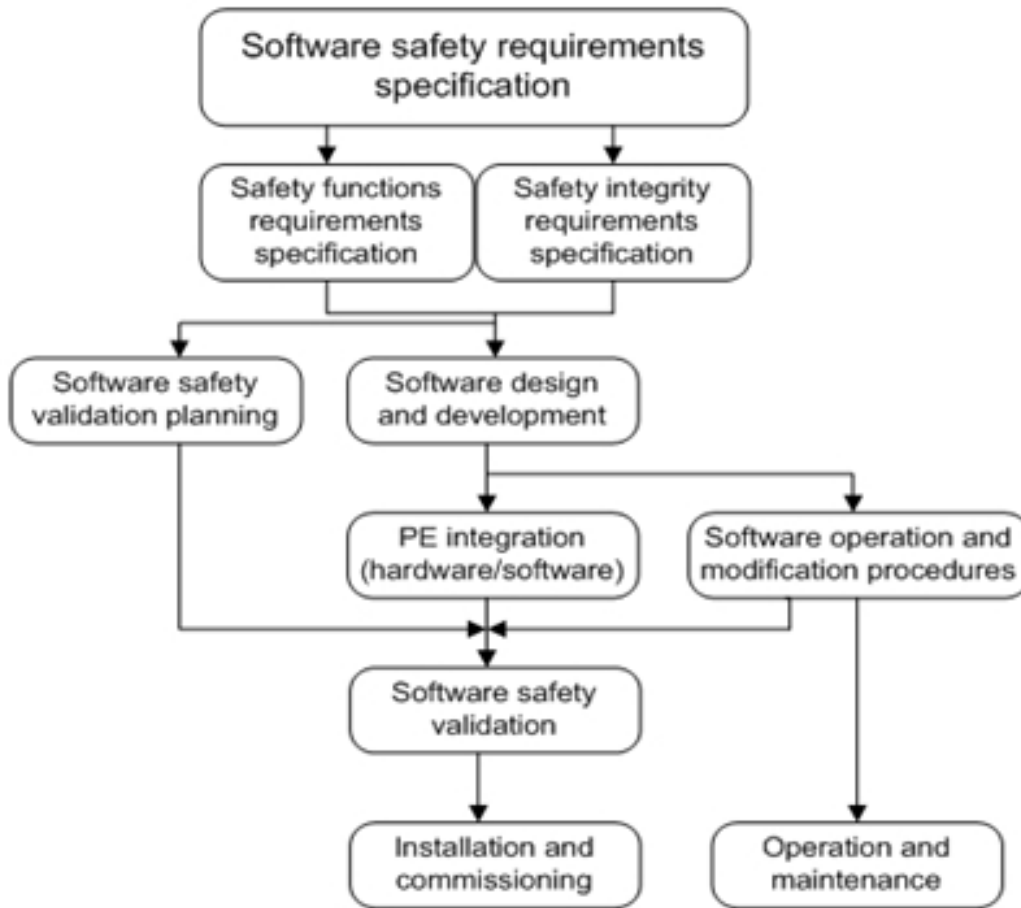 Software safety requirements
specification
Safety functions
requirements
specification
Safety integrity
requirements
specification
Software safety
validation planning
Software design
and development
PE integration
(hardware/software)
Software operation and
modification procedures
Software safety
validation
Installation and
commissioning
Operation and
maintenance